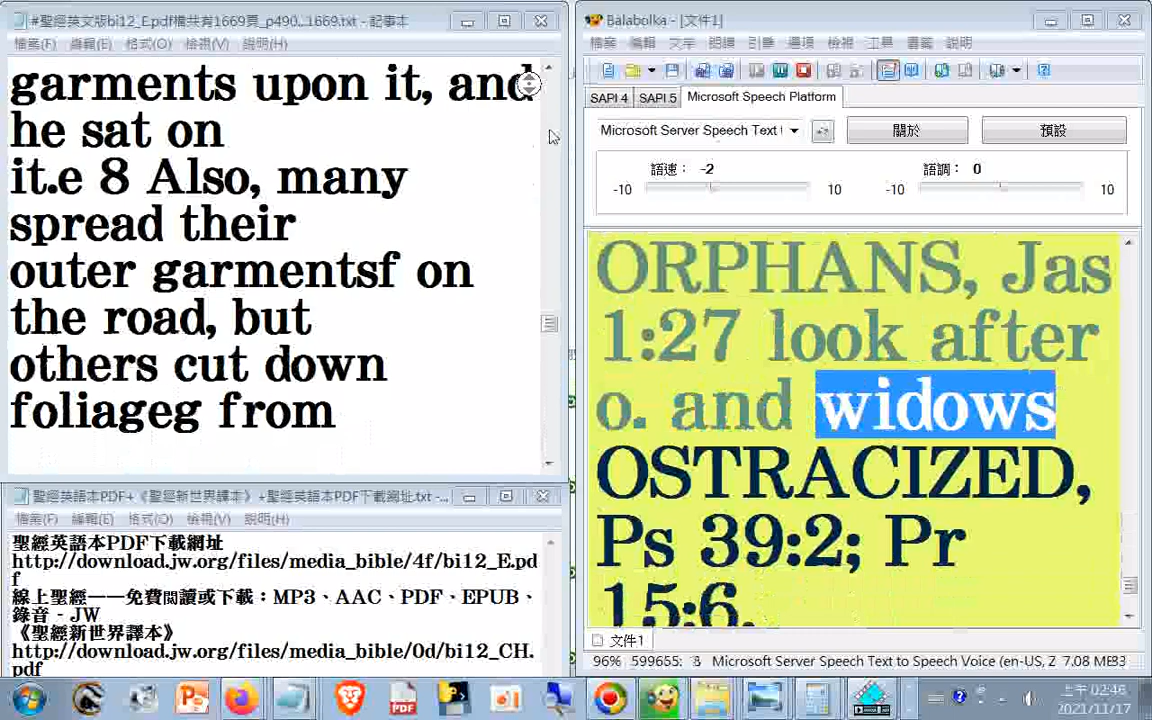 #聖經英文版bi12_E.pdf檔共有1669頁_p490...1669.txt - 記事本
檔案(F) 編輯(E) 格式(O) 檢視(V) 說明(H)
garments upon it, and
he sat on
it.e 8 Also, many
spread their
outer garmentsf on
the road, but
others cut down
foliageg from
聖經英語本PDF+《聖經新世界譯本》+聖經英語本PDF下載網址.txt - ...
檔案(F) 編輯(E) 格式(O) 檢視(V) 說明(H)
聖經英語本PDF下載網址
http://download.jw.org/files/media_bible/4f/bi12_E.pd
f
線上聖經——免費閱讀或下載：MP3、AAC、PDF、EPUB、
錄音 - JW
《聖經新世界譯本》
http://download.jw.org/files/media_bible/0d/bi12_CH.
pdf
Balabolka - [文件1]
檔案 編輯 文字 朗讀 引擎 選項 檢視 工具 書籤 說明
SAPI 4 SAPI 5 Microsoft Speech Platform
Microsoft Server Speech Text 關於 預設
語速： -2 語調： 0
-10 10 -10 10
ORPHANS, Jas
1:27 look after
o. and widows
OSTRACIZED,
Ps 39:2; Pr
15:6.
文件1
96% 599655: Microsoft Server Speech Text to Speech Voice (en-US, Z 7.08 MB
上午 02:46
2021/11/17